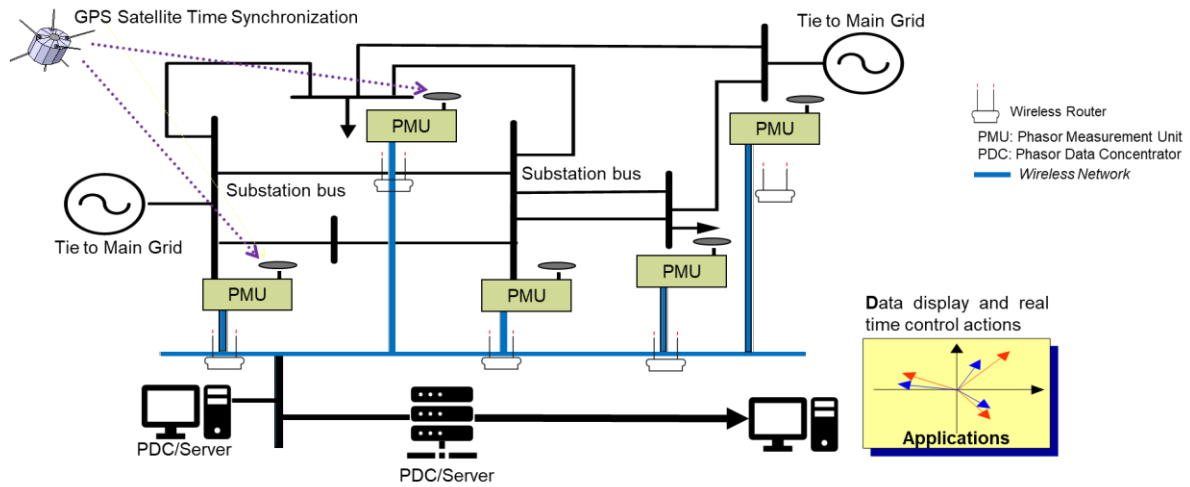 GPS Satellite Time Synchronization
Tie to Main Grid
PMU
PMU
Wireless Router
PMU: Phasor Measurement Unit
PDC: Phasor Data Concentrator
Wireless Network
Substation bus
Substation bus
Tie to Main Grid
PMU
PMU
PMU
Data display and real
time control actions
Applications
PDC/Server
PDC/Server